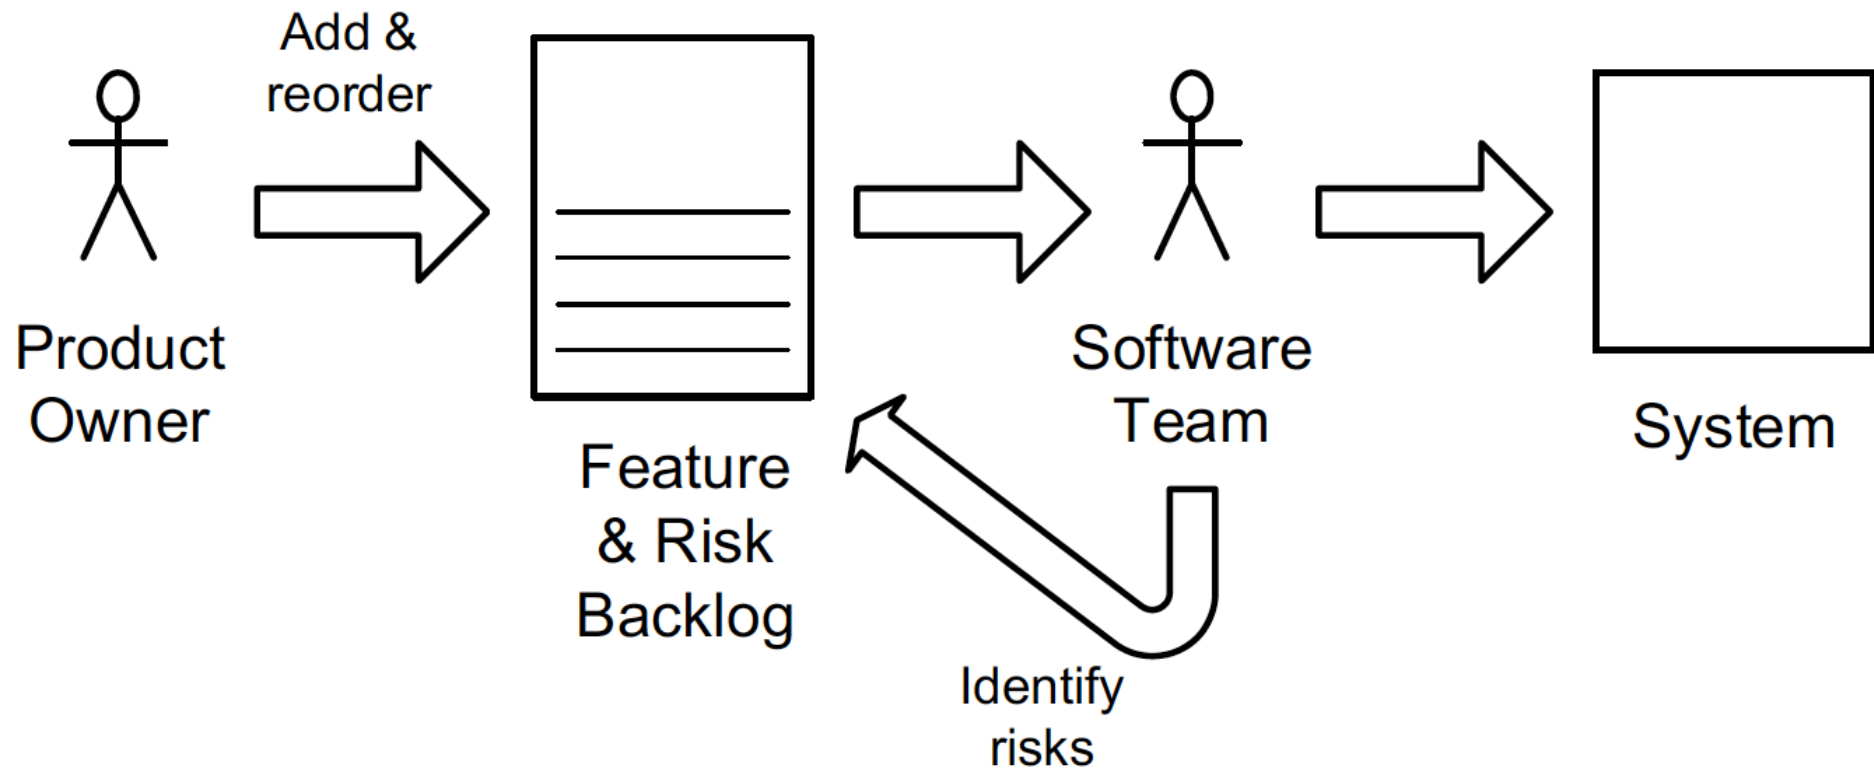 Add &
reorder
Product
Owner
Feature
& Risk
Backlog
Software
Team
System
Identify
risks